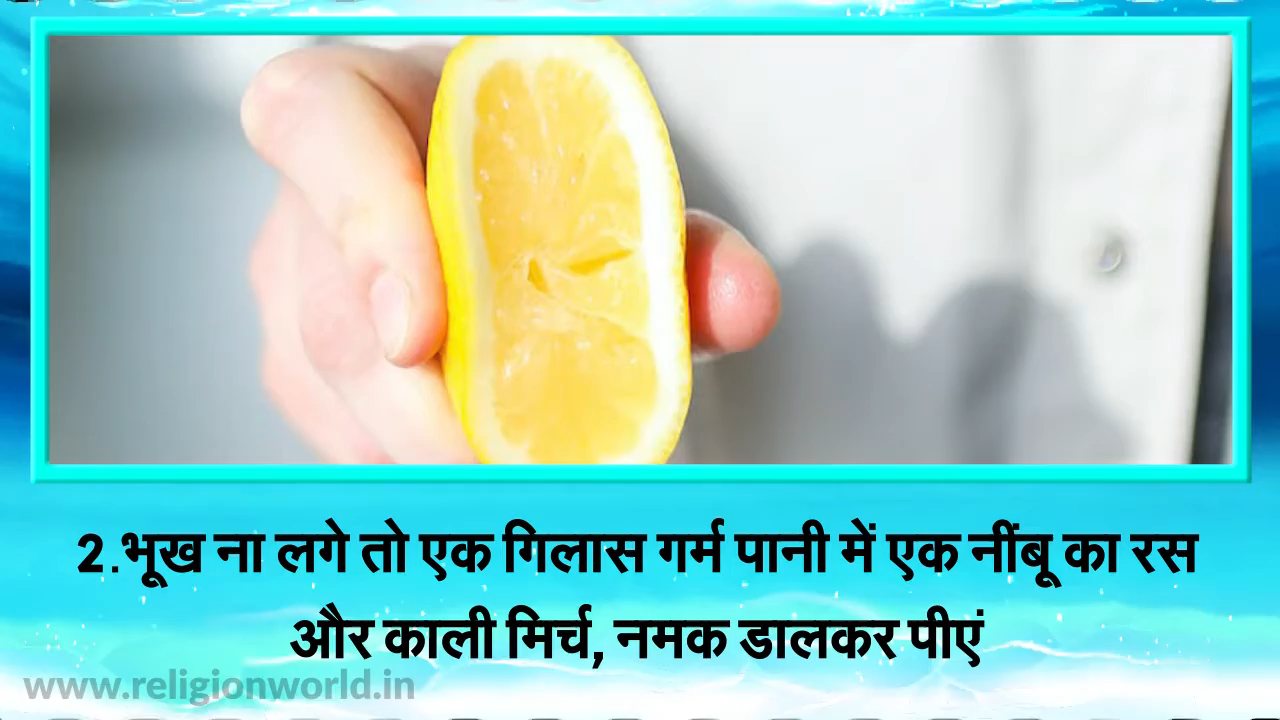 2.भूख ना लगे तो एक गिलास गर्म पानी में एक नींबू का रस
और काली मिर्च, नमक डालकर पीएं
www.religionworld.in